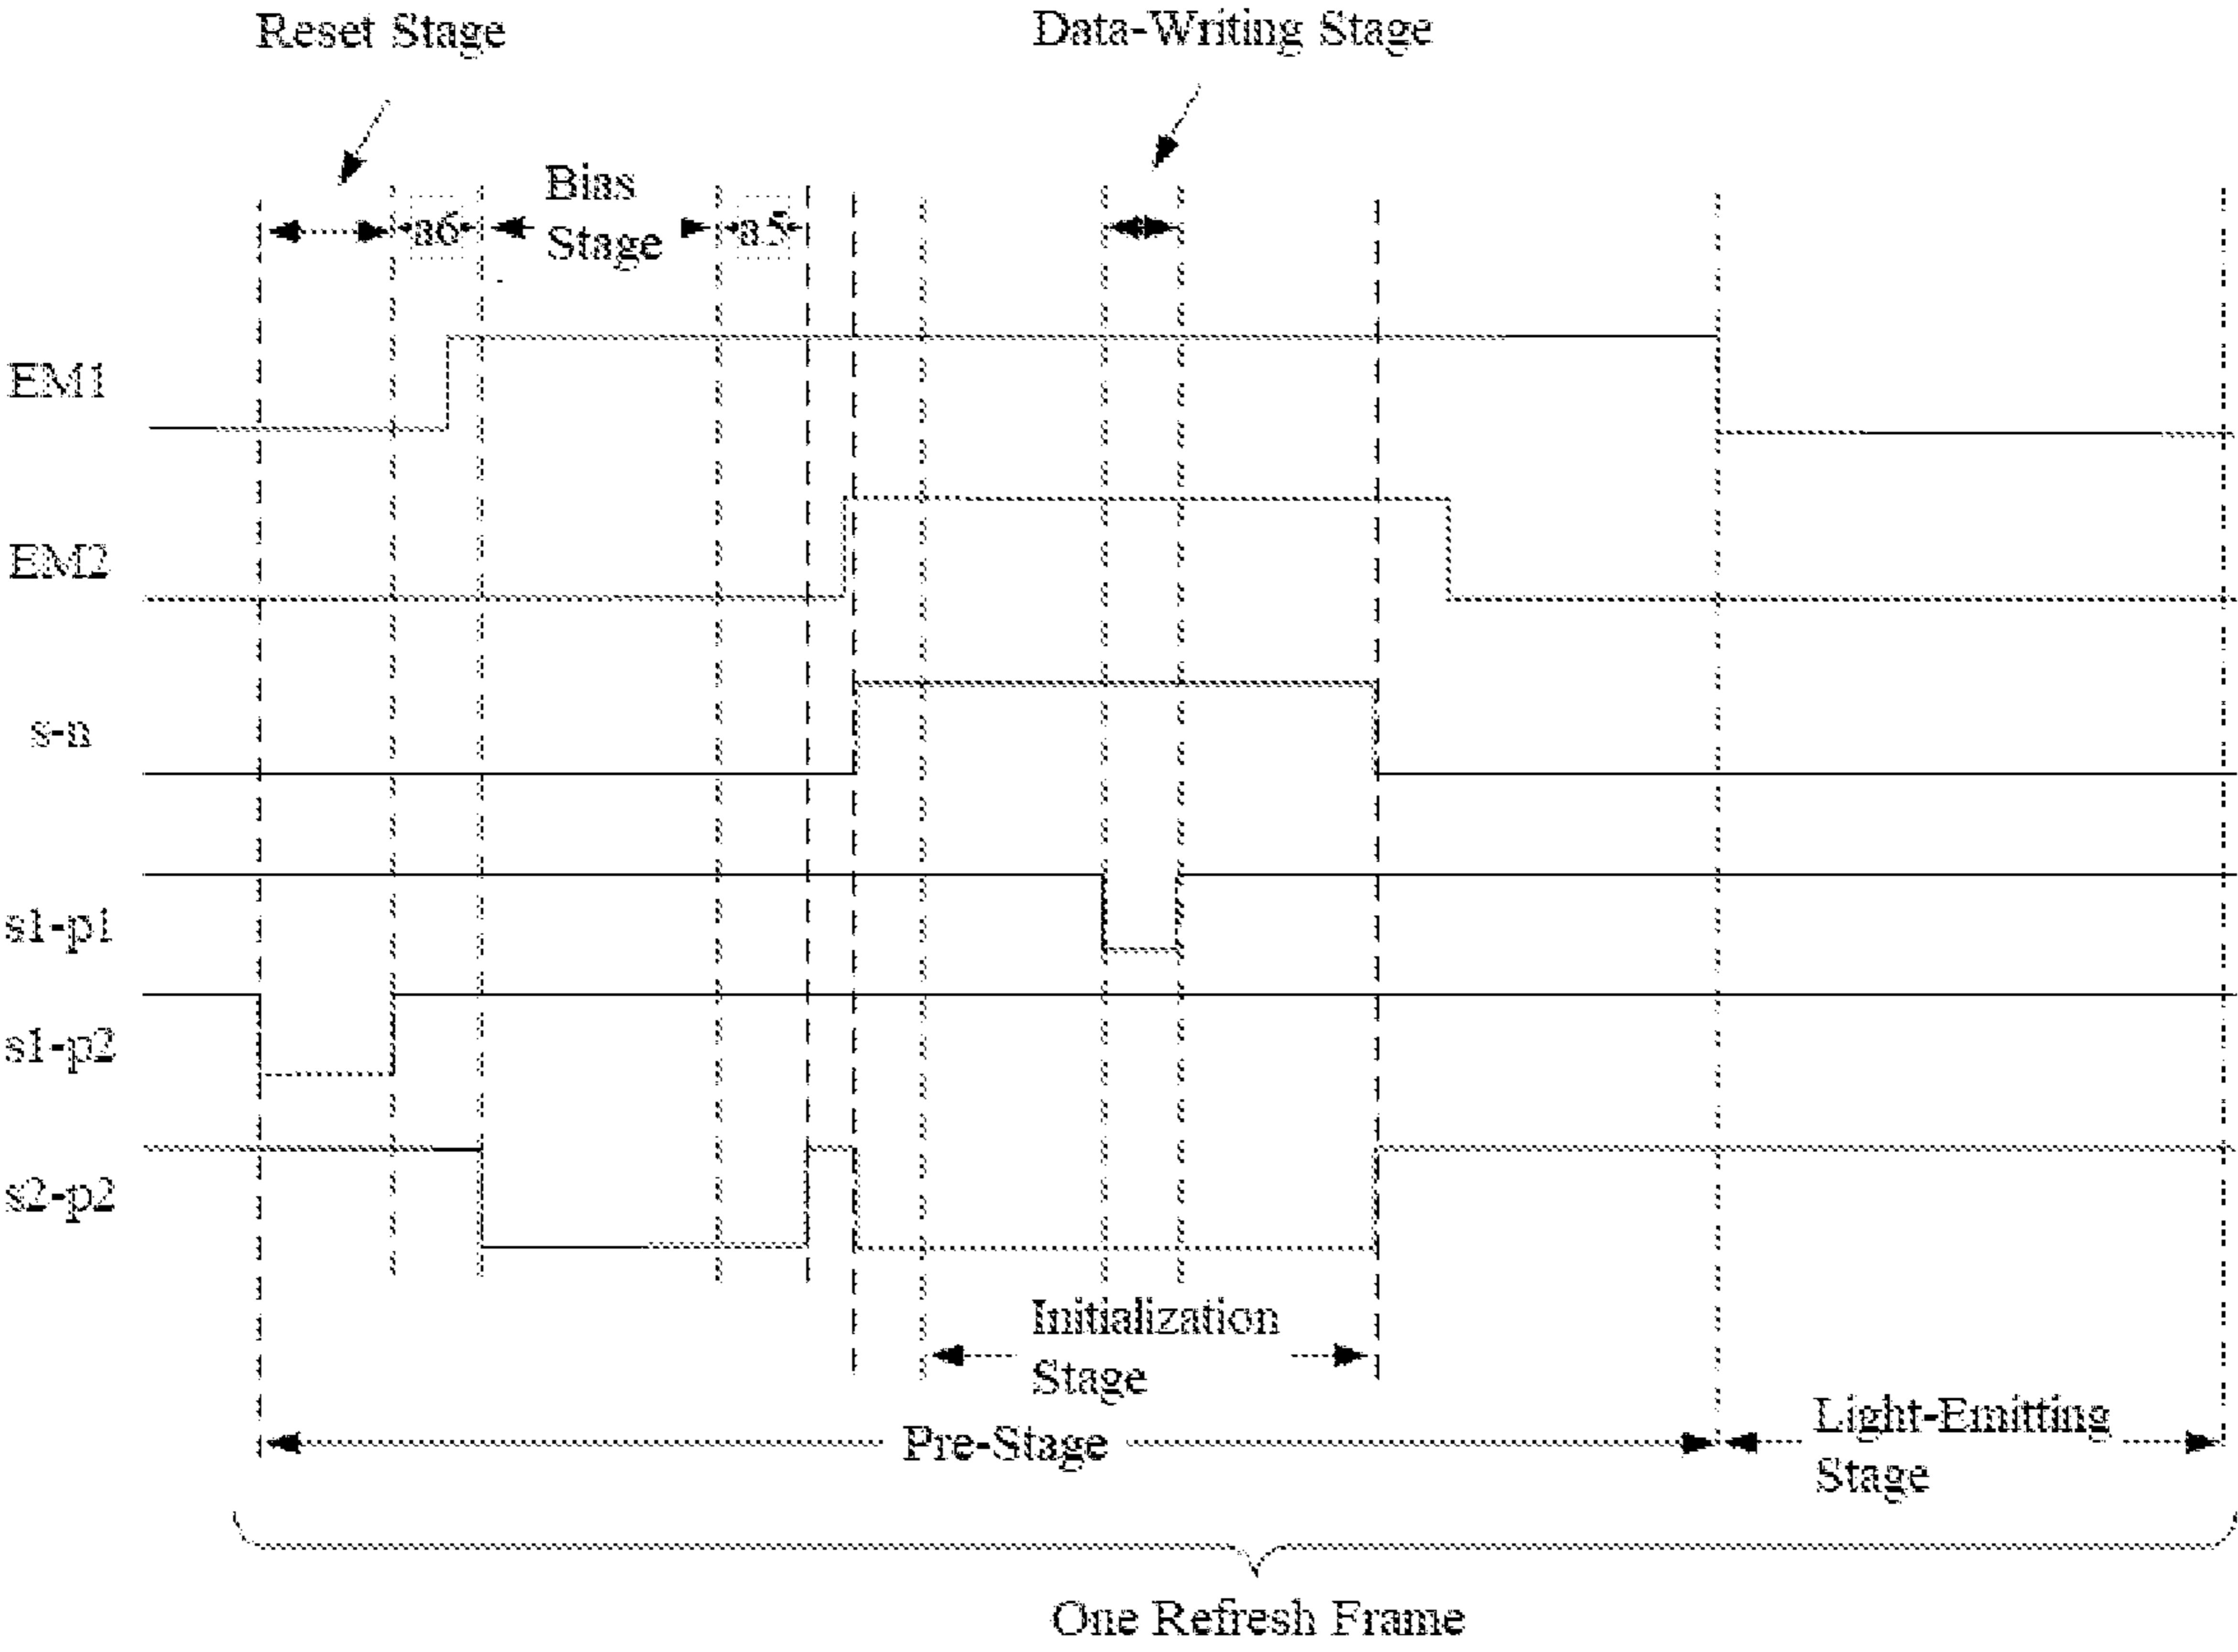 Reset Stage
Data-Writing Stage
a6
Bias
Stage
a5
EM1
EM2
s-n
s1-p1
s1-p2
s2-p2
Initialization
Stage
Pre-Stage
Light-Emitting
Stage
One Refresh Frame